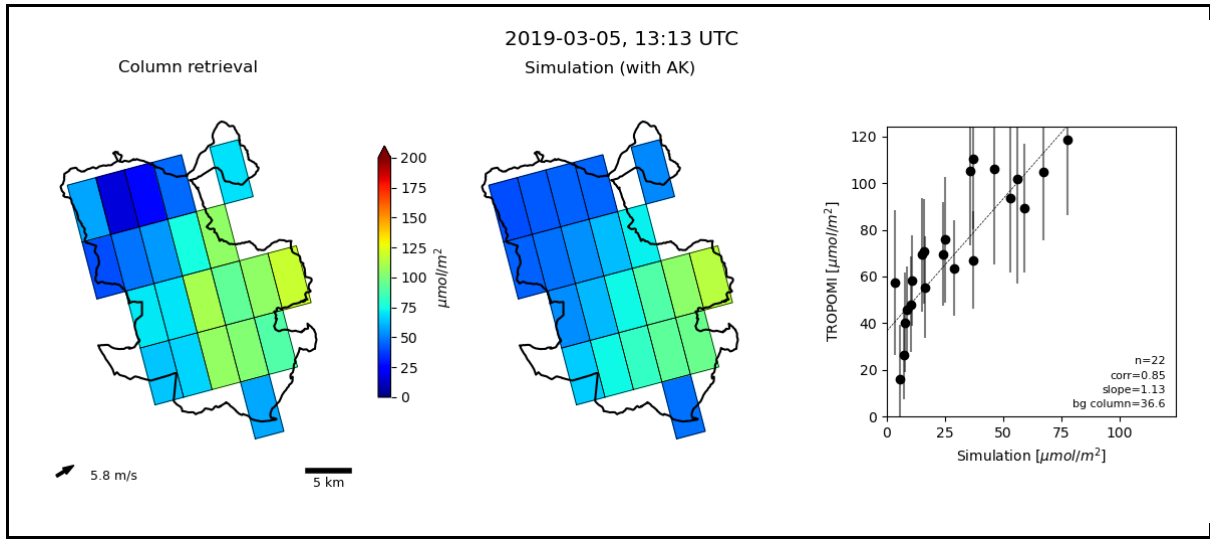 2019-03-05, 13:13 UTC
Column retrieval
Simulation (with AK)
200
175
150
125
100
75
50
25
0
μmol/m²
5.8 m/s
5 km
120
100
80
60
40
20
0
TROPOMI [μmol/m²]
n=22
corr=0.85
slope=1.13
bg column=36.6
0 25 50 75 100
Simulation [μmol/m²]